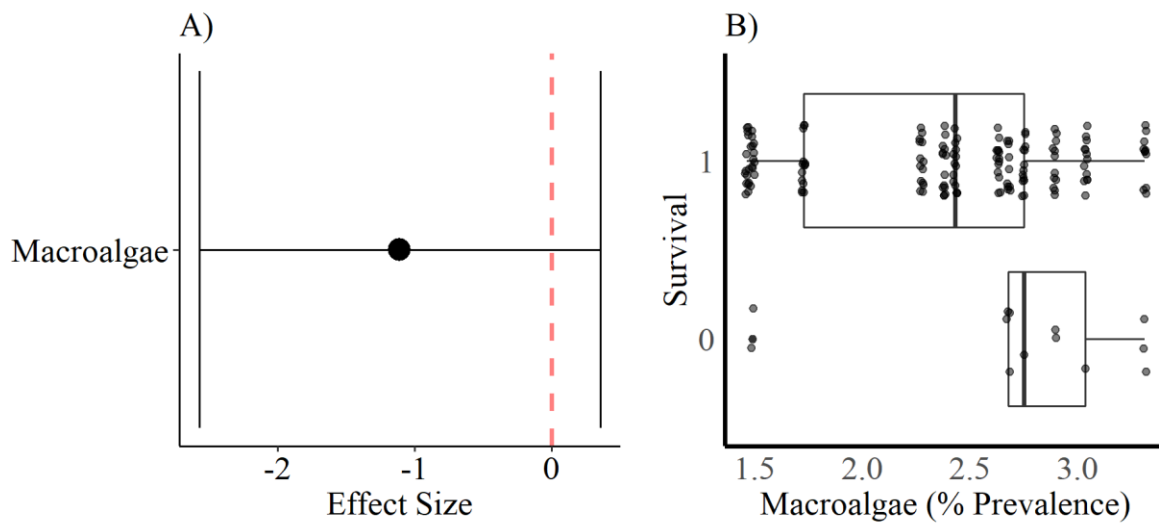 A)
Macroalgae
-2 -1 0
Effect Size
B)
Survival
1
0
1.5 2.0 2.5 3.0
Macroalgae (% Prevalence)